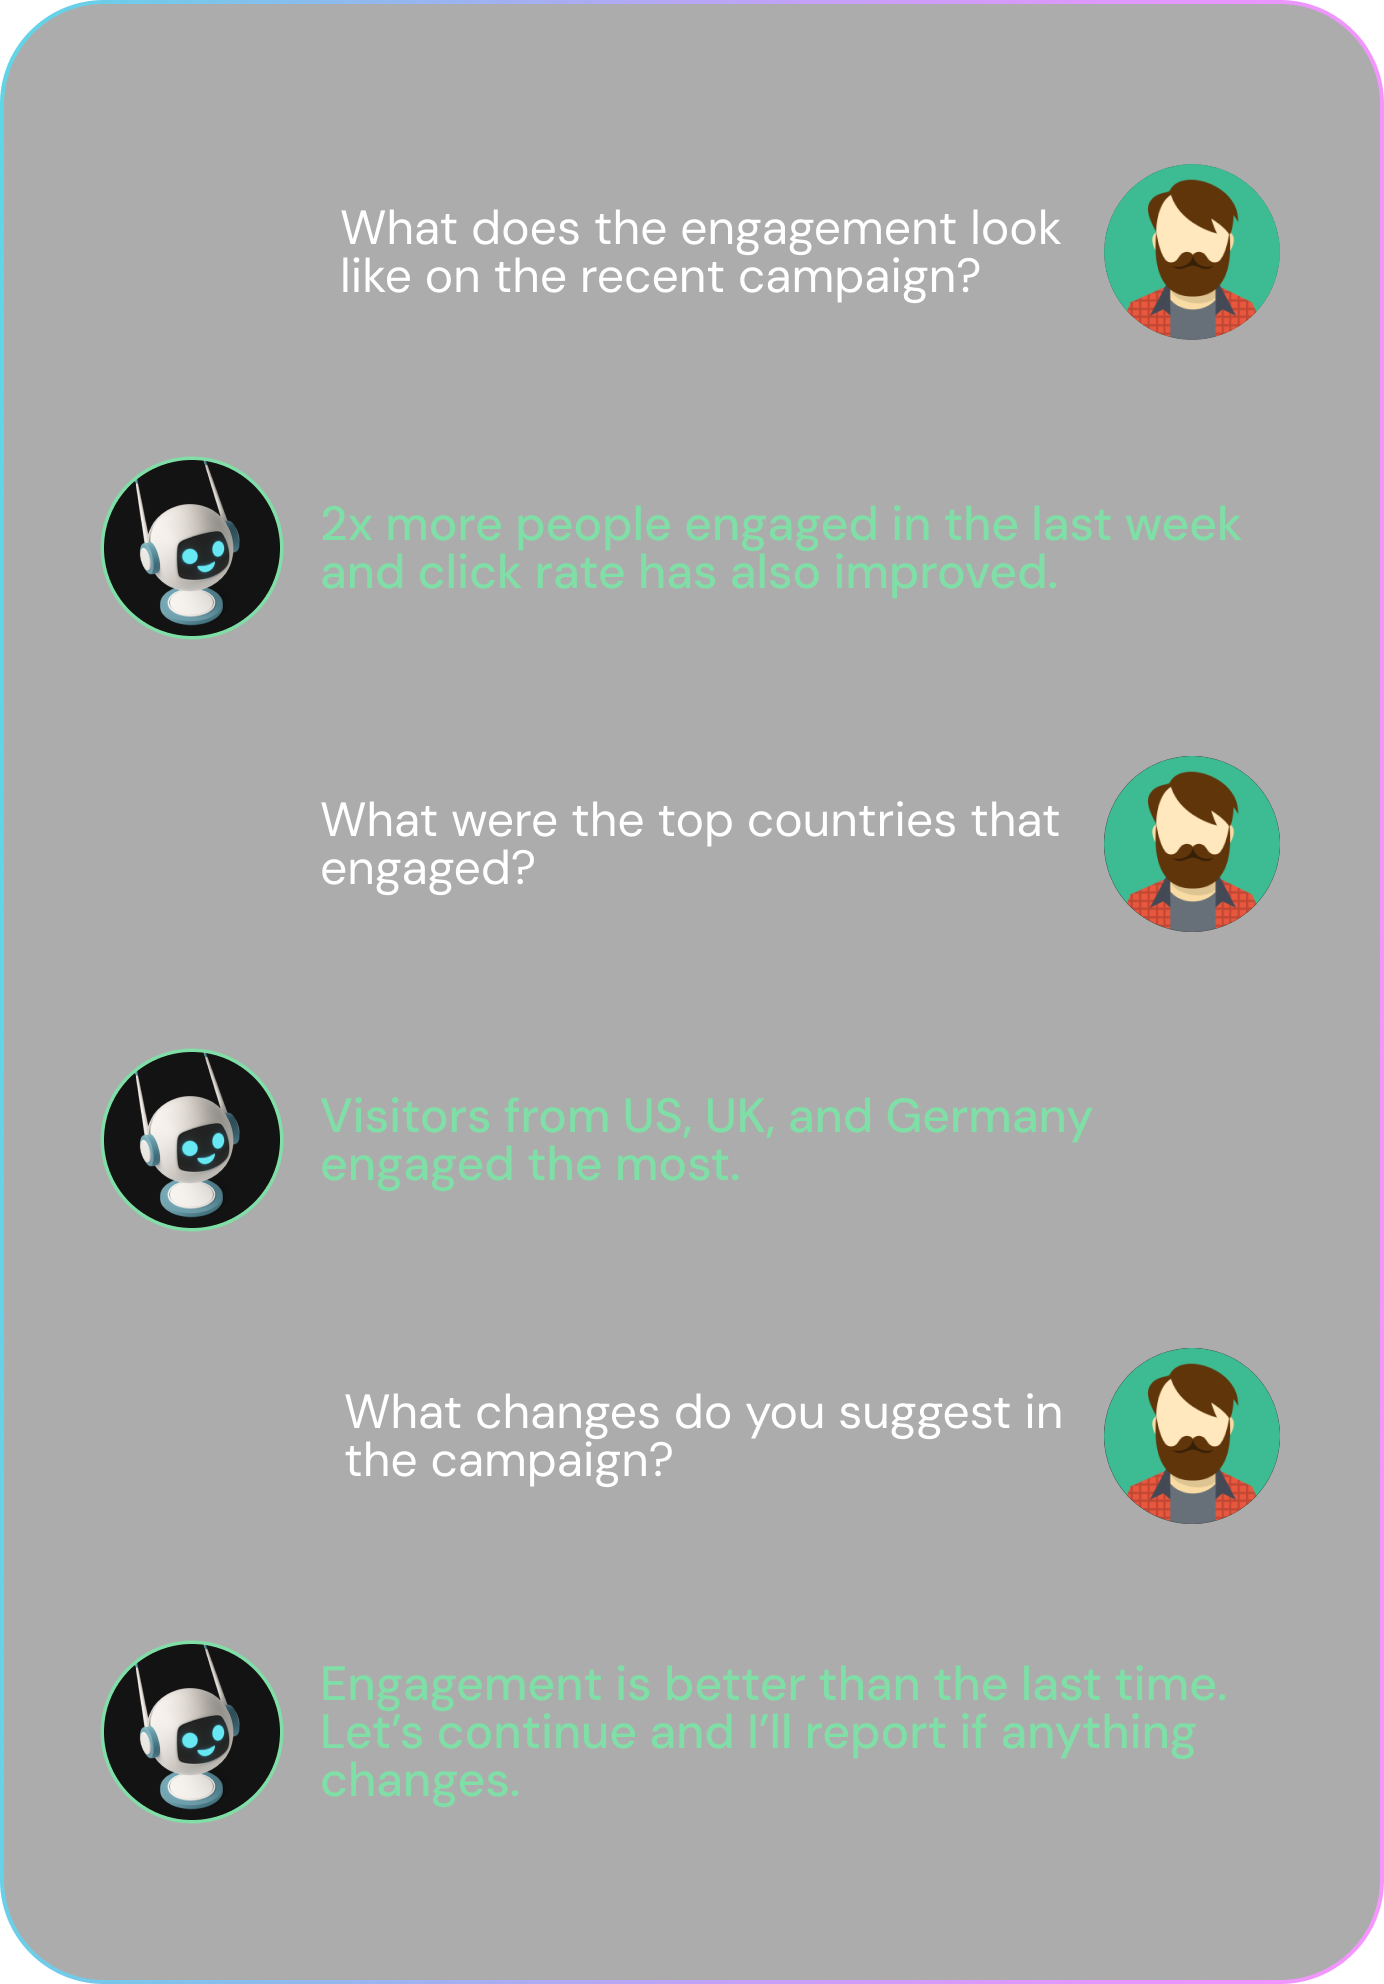 What does the engagement look
like on the recent campaign?
2x more people engaged in the last week
and click rate has also improved.
What were the top countries that
engaged?
Visitors from US, UK, and Germany
engaged the most.
What changes do you suggest in
the campaign?
Engagement is better than the last time.
Let’s continue and I’ll report if anything
changes.